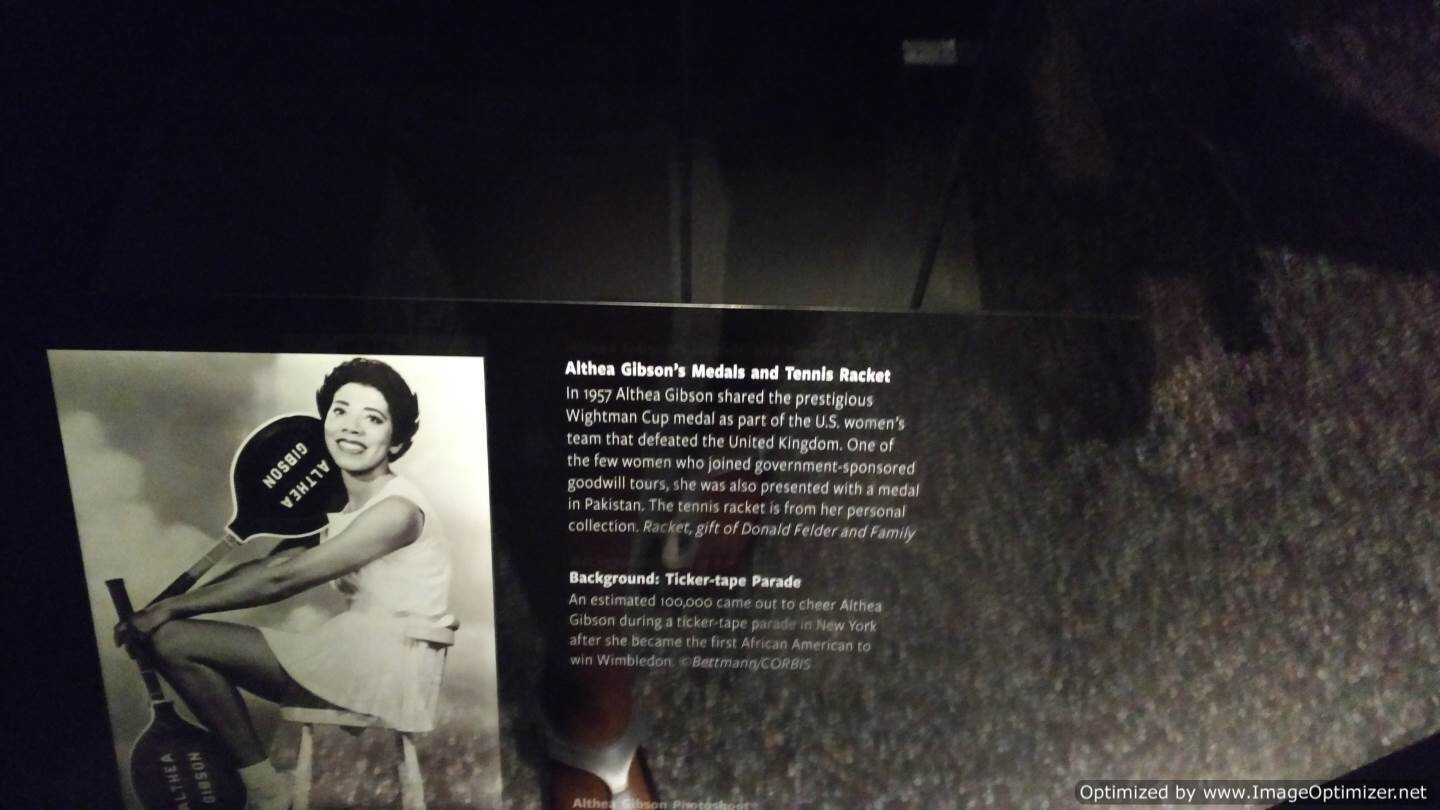 ALTHEA
GIBSON
ALTHEA
GIBSON
Althea Gibson's Medals and Tennis Racket
In 1957 Althea Gibson shared the prestigious
Wightman Cup medal as part of the U.S. women's
team that defeated the United Kingdom. One of
the few women who joined government-sponsored
goodwill tours, she was also presented with a medal
in Pakistan. The tennis racket is from her personal
collection. Racket, gift of Donald Felder and Family
Background: Ticker-tape Parade
An estimated 100,000 came out to cheer Althea
Gibson during a ticker-tape parade in New York
after she became the first African American to
win Wimbledon. ©Bettmann/CORBIS
Althea Gibson Photoshoot
Optimized by www.ImageOptimizer.net